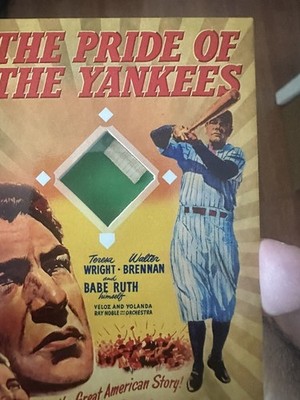 THE PRIDE OF
THE YANKEES
Teresa Walter
WRIGHT · BRENNAN
and
BABE RUTH
himself
VELOZ AND YOLANDA
RAY NOBLE and his ORCHESTRA
the Great American Story!